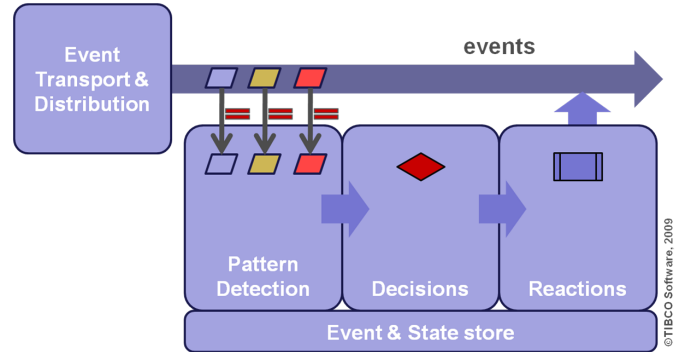 Event
Transport &
Distribution
events
Pattern
Detection
Decisions
Reactions
Event & State store
©TIBCO Software, 2009